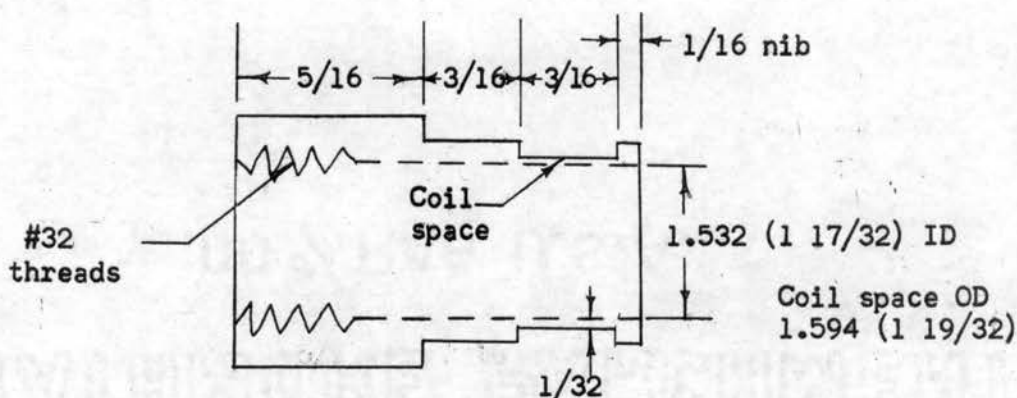 1/16 nib
5/16
3/16
3/16
Coil
space
#32
threads
1.532 (1 17/32) ID
Coil space OD
1.594 (1 19/32)
1/32